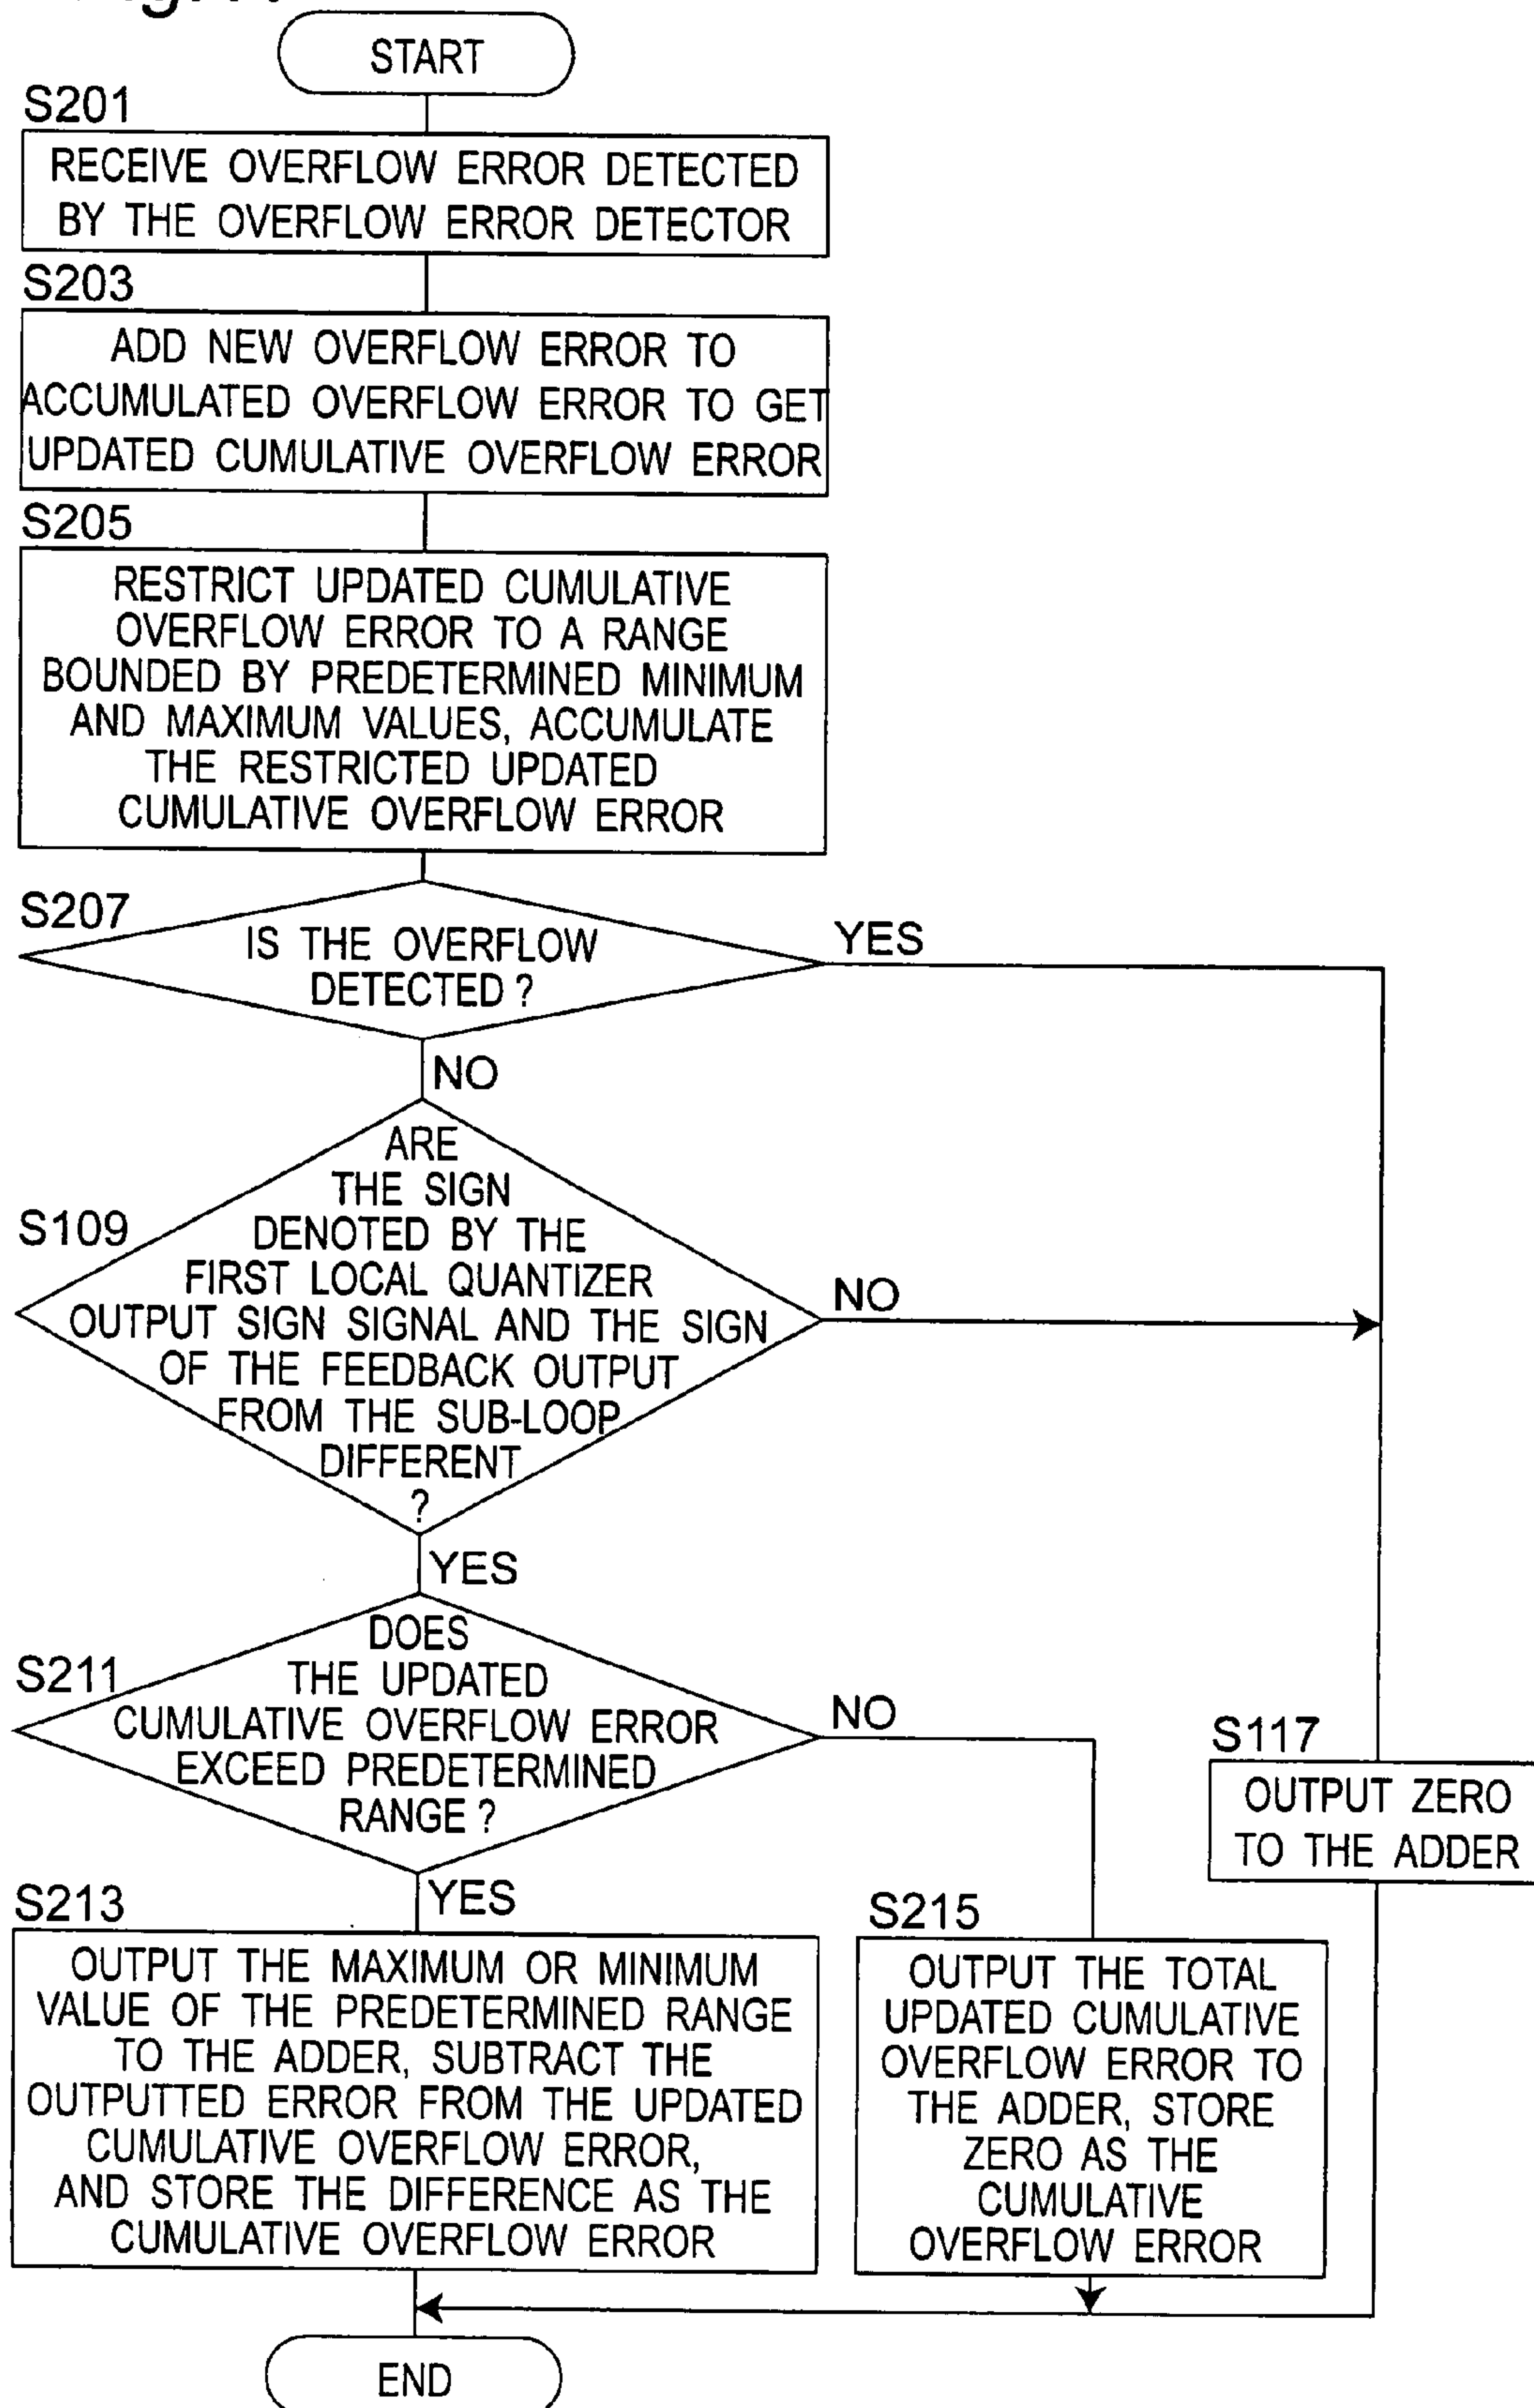 START
S201
RECEIVE OVERFLOW ERROR DETECTED
BY THE OVERFLOW ERROR DETECTOR
S203
ADD NEW OVERFLOW ERROR TO
ACCUMULATED OVERFLOW ERROR TO GET
UPDATED CUMULATIVE OVERFLOW ERROR
S205
RESTRICT UPDATED CUMULATIVE
OVERFLOW ERROR TO A RANGE
BOUNDED BY PREDETERMINED MINIMUM
AND MAXIMUM VALUES, ACCUMULATE
THE RESTRICTED UPDATED
CUMULATIVE OVERFLOW ERROR
S207
IS THE OVERFLOW
DETECTED ?
YES
NO
S109
ARE
THE SIGN
DENOTED BY THE
FIRST LOCAL QUANTIZER
OUTPUT SIGN SIGNAL AND THE SIGN
OF THE FEEDBACK OUTPUT
FROM THE SUB-LOOP
DIFFERENT
?
NO
YES
S211
DOES
THE UPDATED
CUMULATIVE OVERFLOW ERROR
EXCEED PREDETERMINED
RANGE ?
NO
YES
S117
OUTPUT ZERO
TO THE ADDER
S213
OUTPUT THE MAXIMUM OR MINIMUM
VALUE OF THE PREDETERMINED RANGE
TO THE ADDER, SUBTRACT THE
OUTPUTTED ERROR FROM THE UPDATED
CUMULATIVE OVERFLOW ERROR,
AND STORE THE DIFFERENCE AS THE
CUMULATIVE OVERFLOW ERROR
S215
OUTPUT THE TOTAL
UPDATED CUMULATIVE
OVERFLOW ERROR TO
THE ADDER, STORE
ZERO AS THE
CUMULATIVE
OVERFLOW ERROR
END